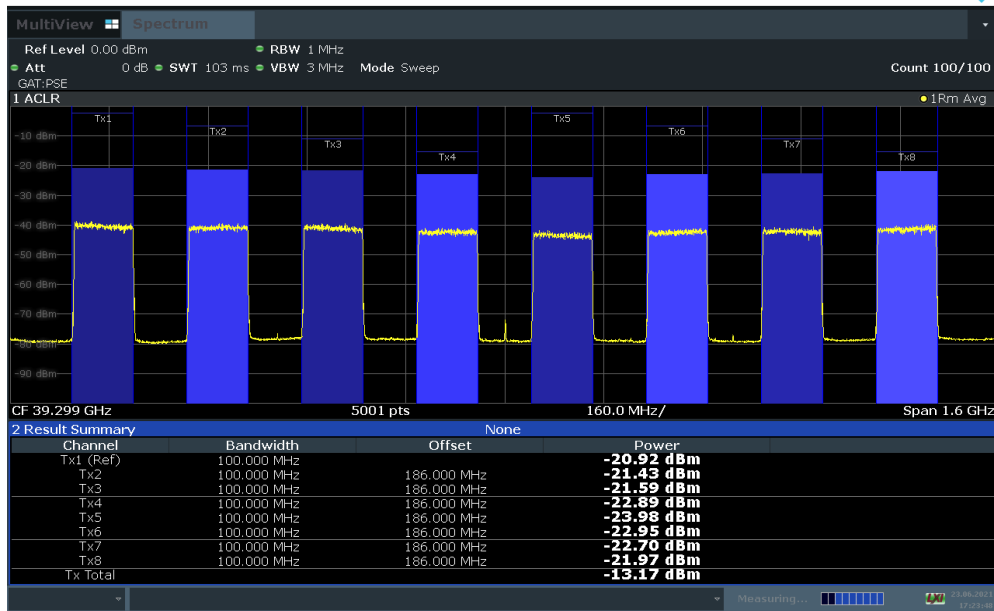 MultiView Spectrum
Ref Level 0.00 dBm RBW 1 MHz
Att 0 dB SWT 103 ms VBW 3 MHz Mode Sweep Count 100/100
GAT:PSE
1 ACLR 1Rm Avg
Tx1 Tx5
Tx2 Tx6
-10 dBm
Tx3 Tx7
Tx4 Tx8
-20 dBm
-30 dBm
-40 dBm
-50 dBm
-60 dBm
-70 dBm
-80 dBm
-90 dBm
CF 39.299 GHz 5001 pts 160.0 MHz/ Span 1.6 GHz
2 Result Summary None
Channel Bandwidth Offset Power
Tx1 (Ref) 100.000 MHz -20.92 dBm
Tx2 100.000 MHz 186.000 MHz -21.43 dBm
Tx3 100.000 MHz 186.000 MHz -21.59 dBm
Tx4 100.000 MHz 186.000 MHz -22.89 dBm
Tx5 100.000 MHz 186.000 MHz -23.98 dBm
Tx6 100.000 MHz 186.000 MHz -22.95 dBm
Tx7 100.000 MHz 186.000 MHz -22.70 dBm
Tx8 100.000 MHz 186.000 MHz -21.97 dBm
Tx Total -13.17 dBm
Measuring... LXI 23.06.2021
17:23:48